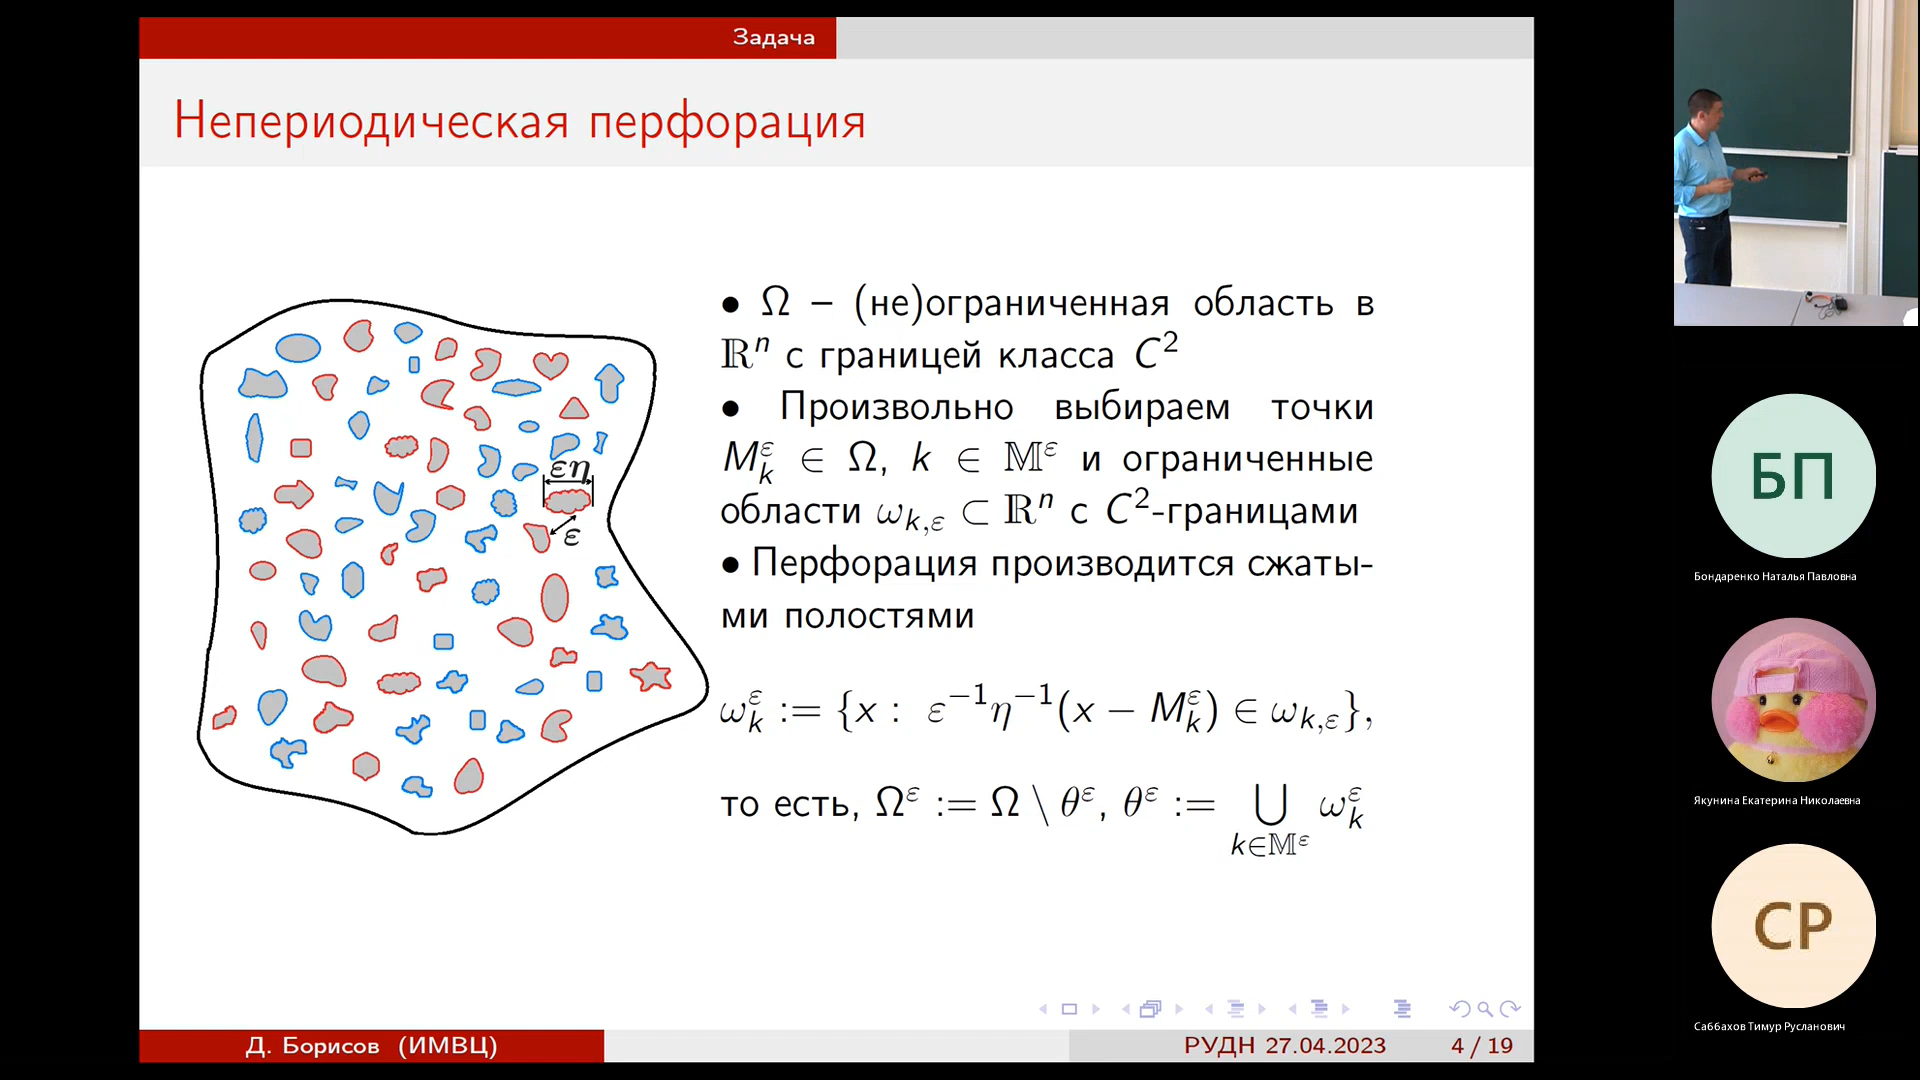 Задача
Непериодическая перфорация
• Ω – (не)ограниченная область в
ℝⁿ с границей класса C²
• Произвольно выбираем точки
M_k^ε ∈ Ω, k ∈ 𝕄^ε и ограниченные
области ω_{k,ε} ⊂ ℝⁿ с C²-границами
• Перфорация производится сжаты-
ми полостями
ω_k^ε := {x : ε⁻¹η⁻¹(x − M_k^ε) ∈ ω_{k,ε}},
то есть, Ω^ε := Ω \ θ^ε, θ^ε := ⋃_{k∈𝕄^ε} ω_k^ε
εη
ε
Д. Борисов (ИМВЦ)
РУДН 27.04.2023
4 / 19
БП
Бондаренко Наталья Павловна
Якунина Екатерина Николаевна
СР
Саббахов Тимур Русланович